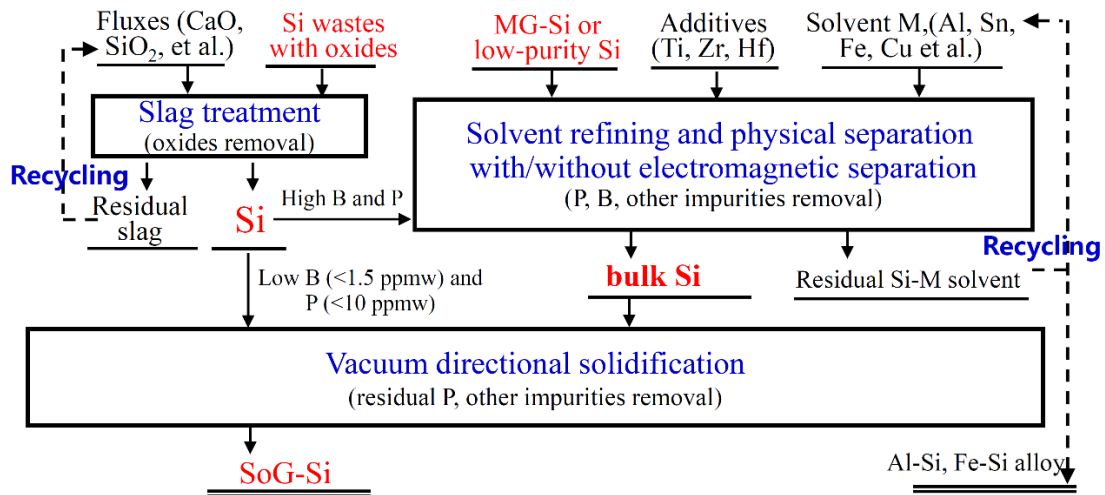 Fluxes (CaO,
SiO₂, et al.)
Si wastes
with oxides
MG-Si or
low-purity Si
Additives
(Ti, Zr, Hf)
Solvent M,(Al, Sn,
Fe, Cu et al.)
Slag treatment
(oxides removal)
Solvent refining and physical separation
with/without electromagnetic separation
(P, B, other impurities removal)
Recycling
Residual
slag
Si
High B and P
Recycling
Low B (<1.5 ppmw) and
P (<10 ppmw)
bulk Si
Residual Si-M solvent
Vacuum directional solidification
(residual P, other impurities removal)
SoG-Si
Al-Si, Fe-Si alloy